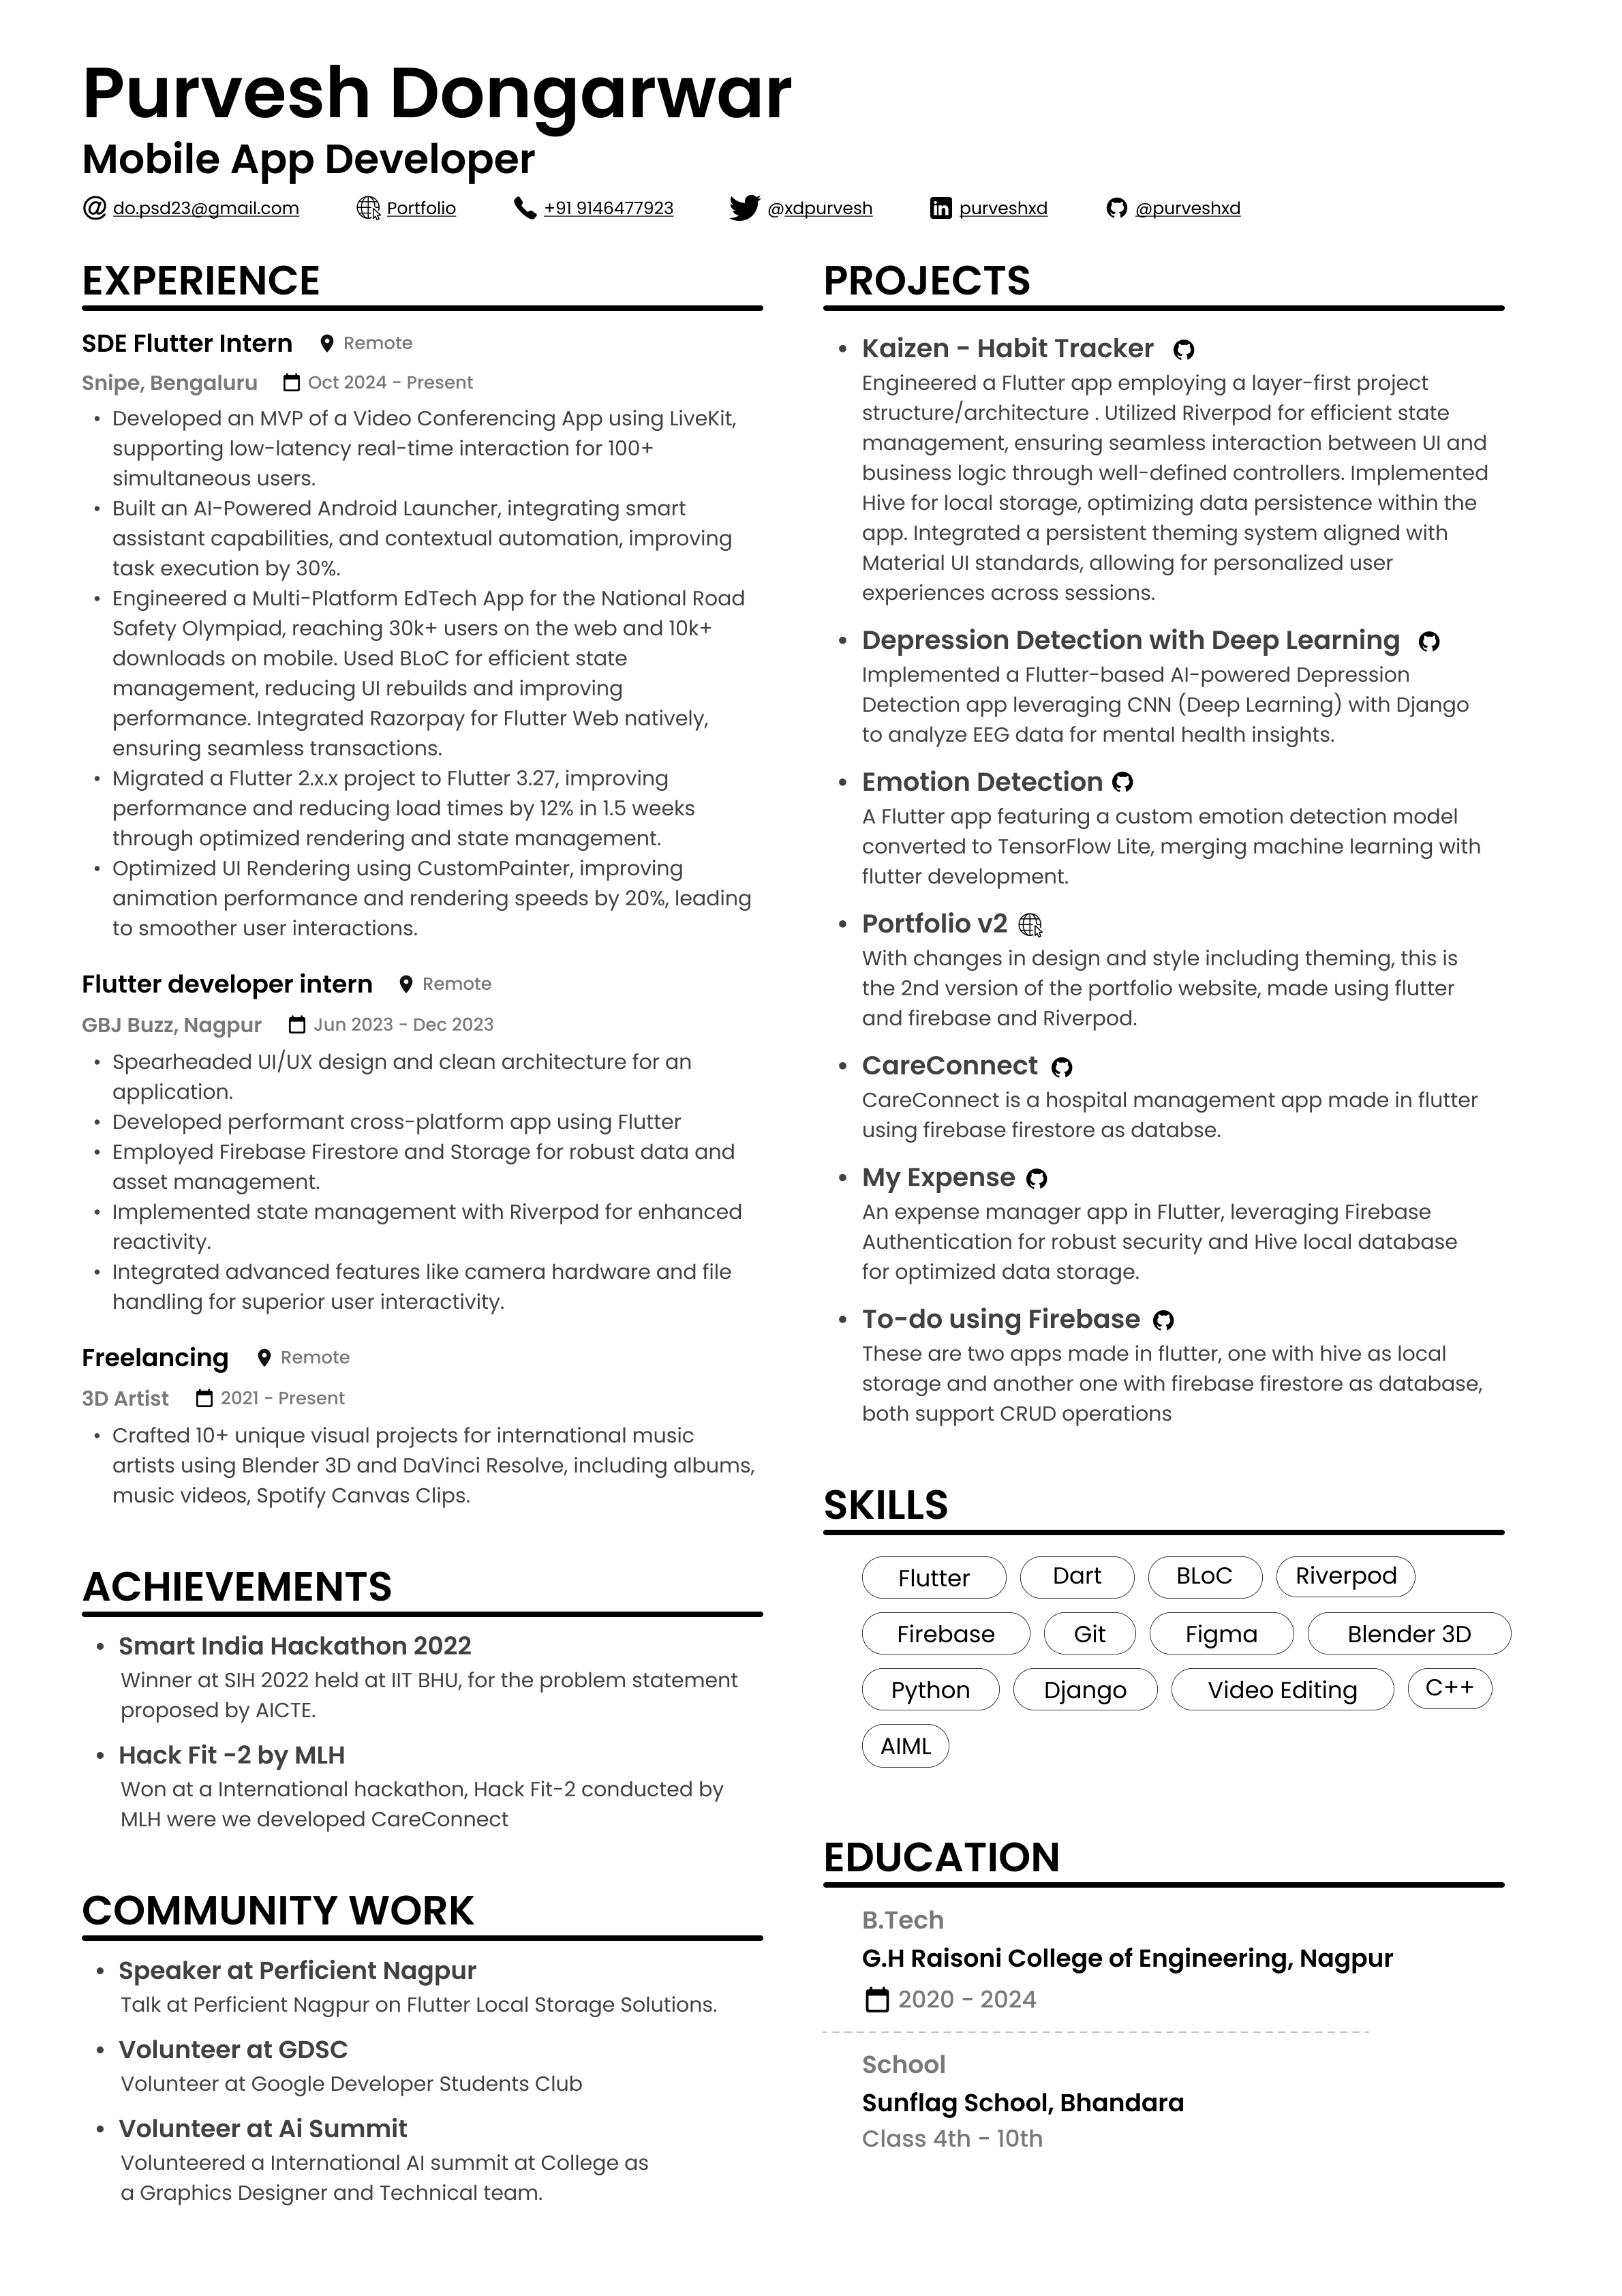 Purvesh Dongarwar
Mobile App Developer
do.psd23@gmail.com Portfolio +91 9146477923 @xdpurvesh purveshxd @purveshxd
EXPERIENCE
SDE Flutter Intern Remote
Snipe, Bengaluru Oct 2024 - Present
• Developed an MVP of a Video Conferencing App using LiveKit,
supporting low-latency real-time interaction for 100+
simultaneous users.
• Built an AI-Powered Android Launcher, integrating smart
assistant capabilities, and contextual automation, improving
task execution by 30%.
• Engineered a Multi-Platform EdTech App for the National Road
Safety Olympiad, reaching 30k+ users on the web and 10k+
downloads on mobile. Used BLoC for efficient state
management, reducing UI rebuilds and improving
performance. Integrated Razorpay for Flutter Web natively,
ensuring seamless transactions.
• Migrated a Flutter 2.x.x project to Flutter 3.27, improving
performance and reducing load times by 12% in 1.5 weeks
through optimized rendering and state management.
• Optimized UI Rendering using CustomPainter, improving
animation performance and rendering speeds by 20%, leading
to smoother user interactions.
Flutter developer intern Remote
GBJ Buzz, Nagpur Jun 2023 - Dec 2023
• Spearheaded UI/UX design and clean architecture for an
application.
• Developed performant cross-platform app using Flutter
• Employed Firebase Firestore and Storage for robust data and
asset management.
• Implemented state management with Riverpod for enhanced
reactivity.
• Integrated advanced features like camera hardware and file
handling for superior user interactivity.
Freelancing Remote
3D Artist 2021 - Present
• Crafted 10+ unique visual projects for international music
artists using Blender 3D and DaVinci Resolve, including albums,
music videos, Spotify Canvas Clips.
ACHIEVEMENTS
• Smart India Hackathon 2022
Winner at SIH 2022 held at IIT BHU, for the problem statement
proposed by AICTE.
• Hack Fit -2 by MLH
Won at a International hackathon, Hack Fit-2 conducted by
MLH were we developed CareConnect
COMMUNITY WORK
• Speaker at Perficient Nagpur
Talk at Perficient Nagpur on Flutter Local Storage Solutions.
• Volunteer at GDSC
Volunteer at Google Developer Students Club
• Volunteer at Ai Summit
Volunteered a International AI summit at College as
a Graphics Designer and Technical team.
PROJECTS
• Kaizen - Habit Tracker
Engineered a Flutter app employing a layer-first project
structure/architecture . Utilized Riverpod for efficient state
management, ensuring seamless interaction between UI and
business logic through well-defined controllers. Implemented
Hive for local storage, optimizing data persistence within the
app. Integrated a persistent theming system aligned with
Material UI standards, allowing for personalized user
experiences across sessions.
• Depression Detection with Deep Learning
Implemented a Flutter-based AI-powered Depression
Detection app leveraging CNN (Deep Learning) with Django
to analyze EEG data for mental health insights.
• Emotion Detection
A Flutter app featuring a custom emotion detection model
converted to TensorFlow Lite, merging machine learning with
flutter development.
• Portfolio v2
With changes in design and style including theming, this is
the 2nd version of the portfolio website, made using flutter
and firebase and Riverpod.
• CareConnect
CareConnect is a hospital management app made in flutter
using firebase firestore as databse.
• My Expense
An expense manager app in Flutter, leveraging Firebase
Authentication for robust security and Hive local database
for optimized data storage.
• To-do using Firebase
These are two apps made in flutter, one with hive as local
storage and another one with firebase firestore as database,
both support CRUD operations
SKILLS
Flutter Dart BLoC Riverpod
Firebase Git Figma Blender 3D
Python Django Video Editing C++
AIML
EDUCATION
B.Tech
G.H Raisoni College of Engineering, Nagpur
2020 - 2024
School
Sunflag School, Bhandara
Class 4th - 10th